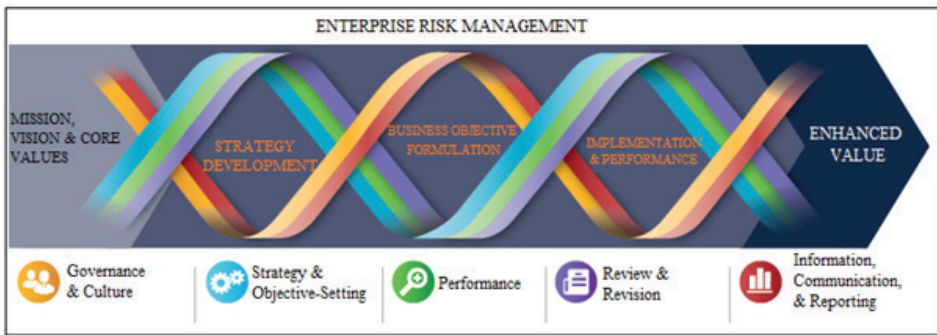 ENTERPRISE RISK MANAGEMENT
MISSION,
VISION & CORE
VALUES
STRATEGY
DEVELOPMENT
BUSINESS OBJECTIVE
FORMULATION
IMPLEMENTATION
& PERFORMANCE
ENHANCED
VALUE
Governance
& Culture
Strategy &
Objective-Setting
Performance
Review &
Revision
Information,
Communication,
& Reporting